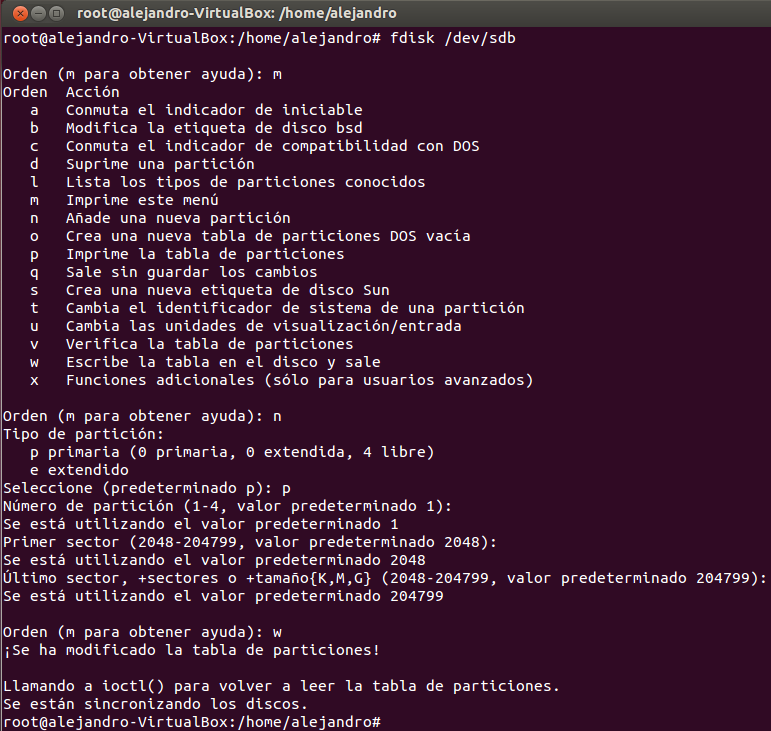 root@alejandro-VirtualBox: /home/alejandro
root@alejandro-VirtualBox:/home/alejandro# fdisk /dev/sdb
Orden (m para obtener ayuda): m
Orden  Acción
   a   Conmuta el indicador de iniciable
   b   Modifica la etiqueta de disco bsd
   c   Conmuta el indicador de compatibilidad con DOS
   d   Suprime una partición
   l   Lista los tipos de particiones conocidos
   m   Imprime este menú
   n   Añade una nueva partición
   o   Crea una nueva tabla de particiones DOS vacía
   p   Imprime la tabla de particiones
   q   Sale sin guardar los cambios
   s   Crea una nueva etiqueta de disco Sun
   t   Cambia el identificador de sistema de una partición
   u   Cambia las unidades de visualización/entrada
   v   Verifica la tabla de particiones
   w   Escribe la tabla en el disco y sale
   x   Funciones adicionales (sólo para usuarios avanzados)
Orden (m para obtener ayuda): n
Tipo de partición:
   p primaria (0 primaria, 0 extendida, 4 libre)
   e extendido
Seleccione (predeterminado p): p
Número de partición (1-4, valor predeterminado 1):
Se está utilizando el valor predeterminado 1
Primer sector (2048-204799, valor predeterminado 2048):
Se está utilizando el valor predeterminado 2048
Último sector, +sectores o +tamaño{K,M,G} (2048-204799, valor predeterminado 204799):
Se está utilizando el valor predeterminado 204799
Orden (m para obtener ayuda): w
¡Se ha modificado la tabla de particiones!
Llamando a ioctl() para volver a leer la tabla de particiones.
Se están sincronizando los discos.
root@alejandro-VirtualBox:/home/alejandro#